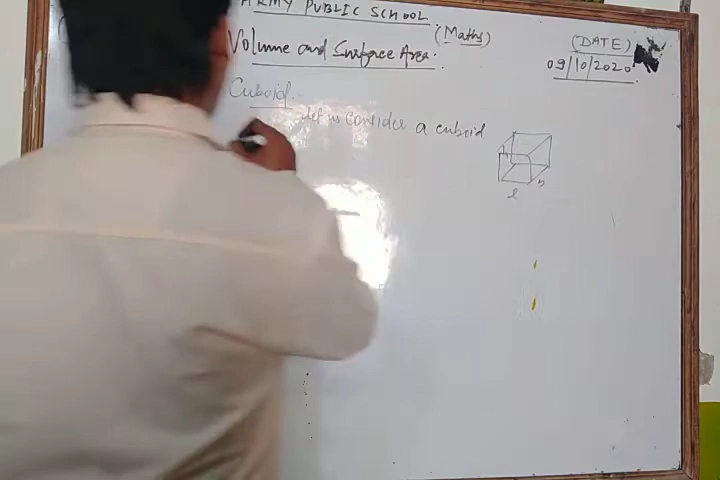 ARMY PUBLIC SCHOOL
(Maths)
(DATE)
Volume and Surface Area:
09/10/2020
Cuboid:-
Let us consider a cuboid
h
l
b